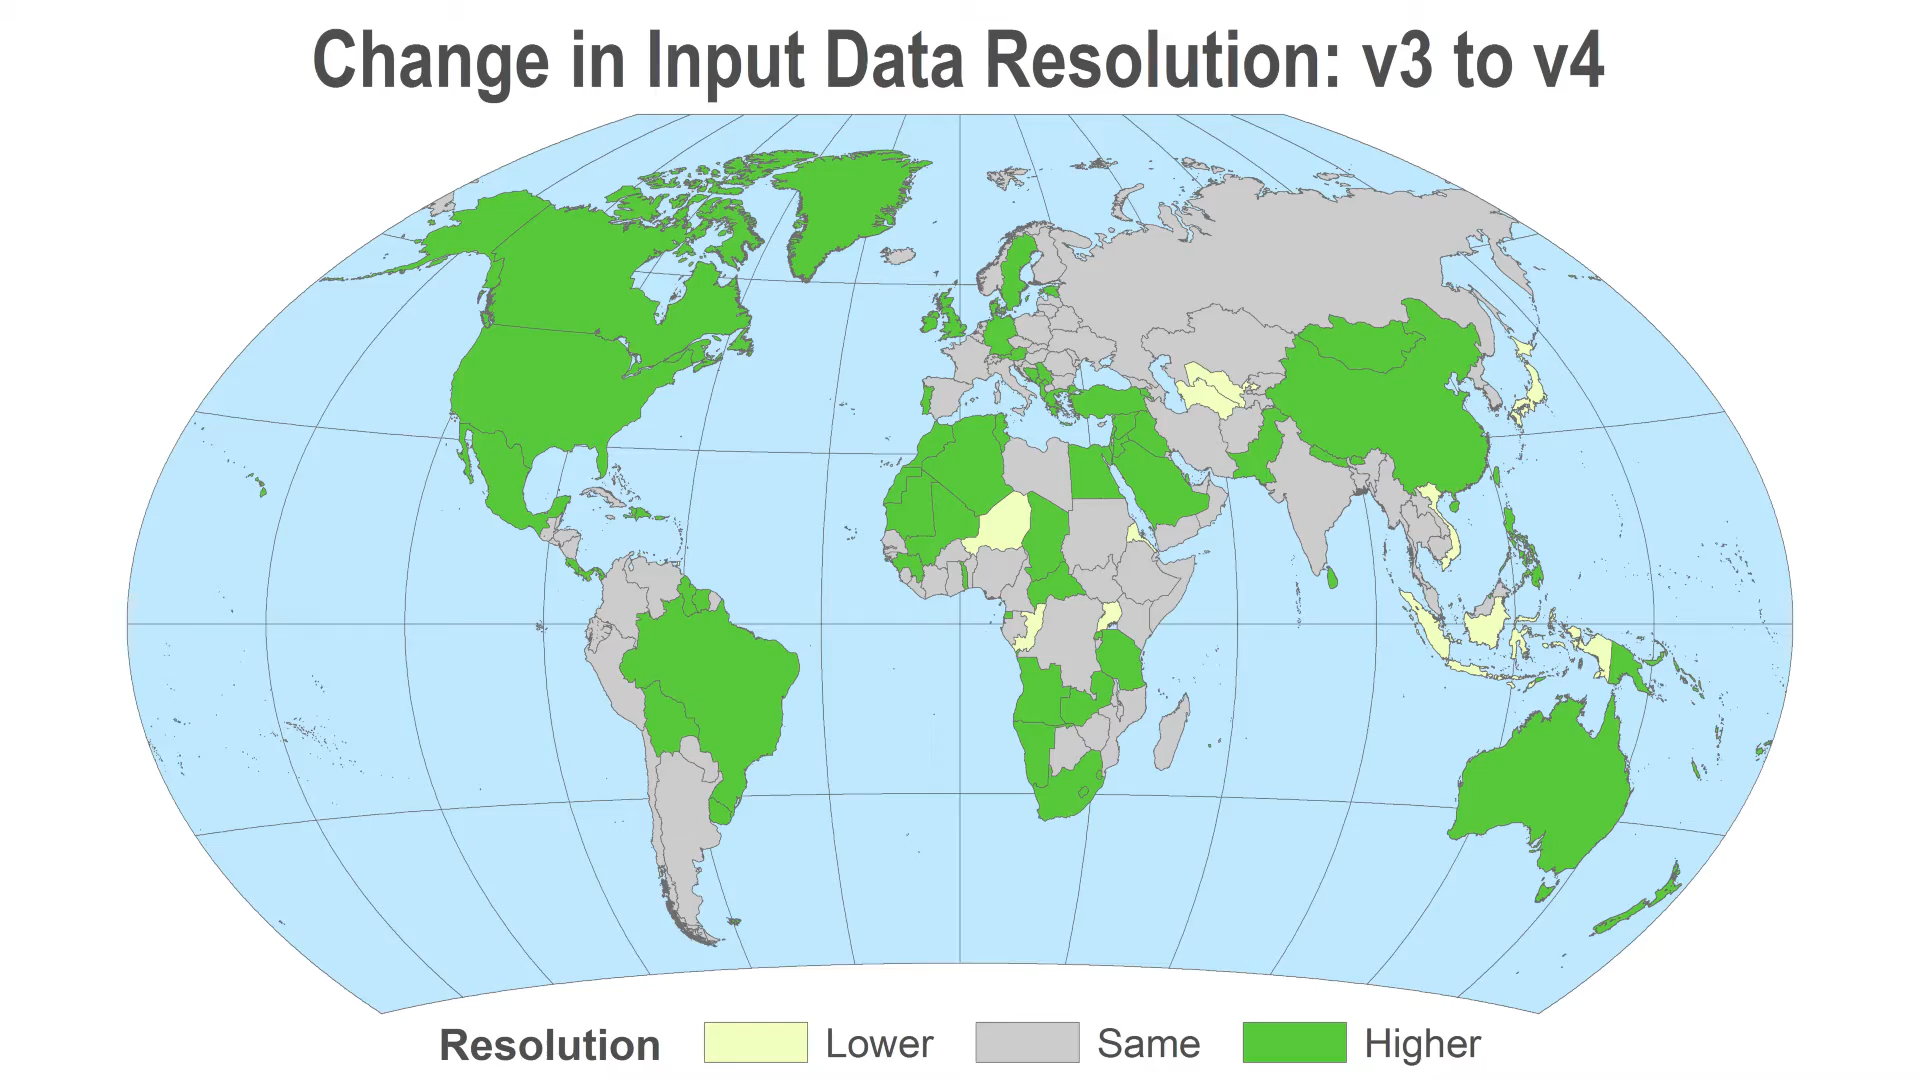 Change in Input Data Resolution: v3 to v4
Resolution Lower Same Higher